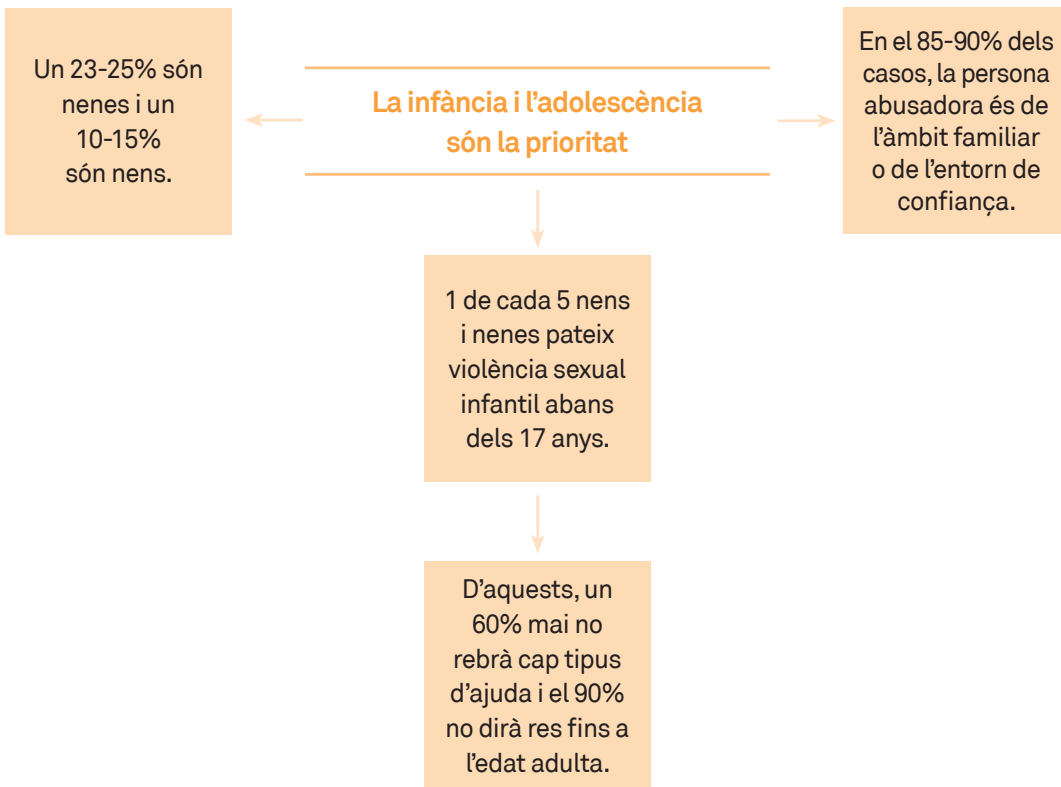 La infància i l’adolescència
són la prioritat
Un 23-25% són
nenes i un
10-15%
són nens.
En el 85-90% dels
casos, la persona
abusadora és de
l’àmbit familiar
o de l’entorn de
confiança.
1 de cada 5 nens
i nenes pateix
violència sexual
infantil abans
dels 17 anys.
D’aquests, un
60% mai no
rebrà cap tipus
d’ajuda i el 90%
no dirà res fins a
l’edat adulta.